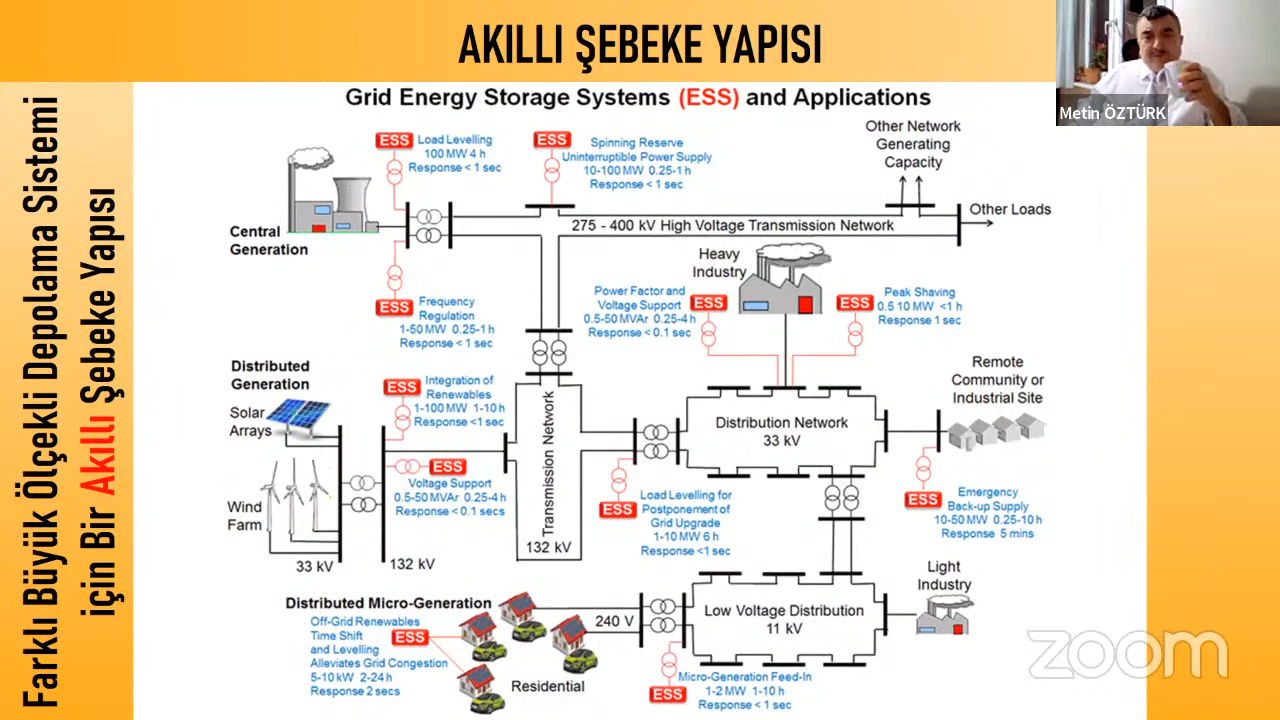 AKILLI ŞEBEKE YAPISI
Metin ÖZTÜRK
Farklı Büyük Ölçekli Depolama Sistemi
için Bir Akıllı Şebeke Yapısı
Grid Energy Storage Systems (ESS) and Applications
ESS
Load Levelling
100 MW 4 h
Response < 1 sec
ESS
Spinning Reserve
Uninterruptible Power Supply
10-100 MW 0.25-1 h
Response < 1 sec
Other Network
Generating
Capacity
Other Loads
275 - 400 kV High Voltage Transmission Network
Central
Generation
ESS
Frequency
Regulation
1-50 MW 0.25-1 h
Response < 1 sec
Heavy
Industry
Power Factor and
Voltage Support
0.5-50 MVAr 0.25-4 h
Response < 0.1 sec
ESS
ESS
Peak Shaving
0.5 10 MW <1 h
Response 1 sec
Distributed
Generation
Solar
Arrays
Wind
Farm
33 kV
132 kV
ESS
Integration of
Renewables
1-100 MW 1-10 h
Response <1 sec
ESS
Voltage Support
0.5-50 MVAr 0.25-4 h
Response < 0.1 secs
Transmission Network
132 kV
Distribution Network
33 kV
Remote
Community or
Industrial Site
ESS
Load Levelling for
Postponement of
Grid Upgrade
1-10 MW 6 h
Response <1 sec
ESS
Emergency
Back-up Supply
10-50 MW 0.25-10 h
Response 5 mins
Distributed Micro-Generation
Off-Grid Renewables
Time Shift
and Levelling
Alleviates Grid Congestion
5-10 kW 2-24 h
Response 2 secs
ESS
Residential
240 V
Low Voltage Distribution
11 kV
Light
Industry
ESS
Micro-Generation Feed-In
1-2 MW 1-10 h
Response < 1 sec
zoom